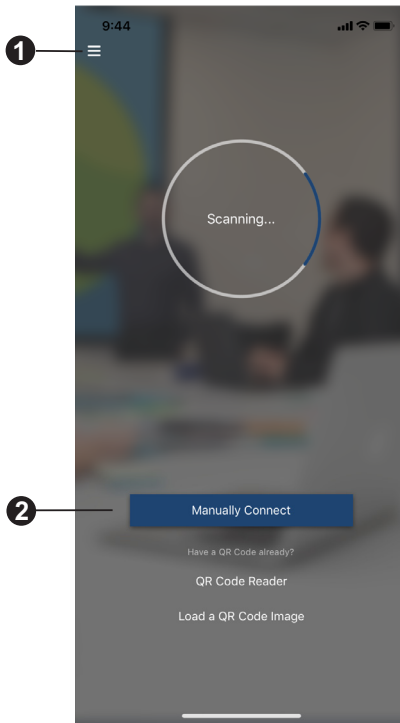 9:44
1
Scanning...
2
Manually Connect
Have a QR Code already?
QR Code Reader
Load a QR Code Image